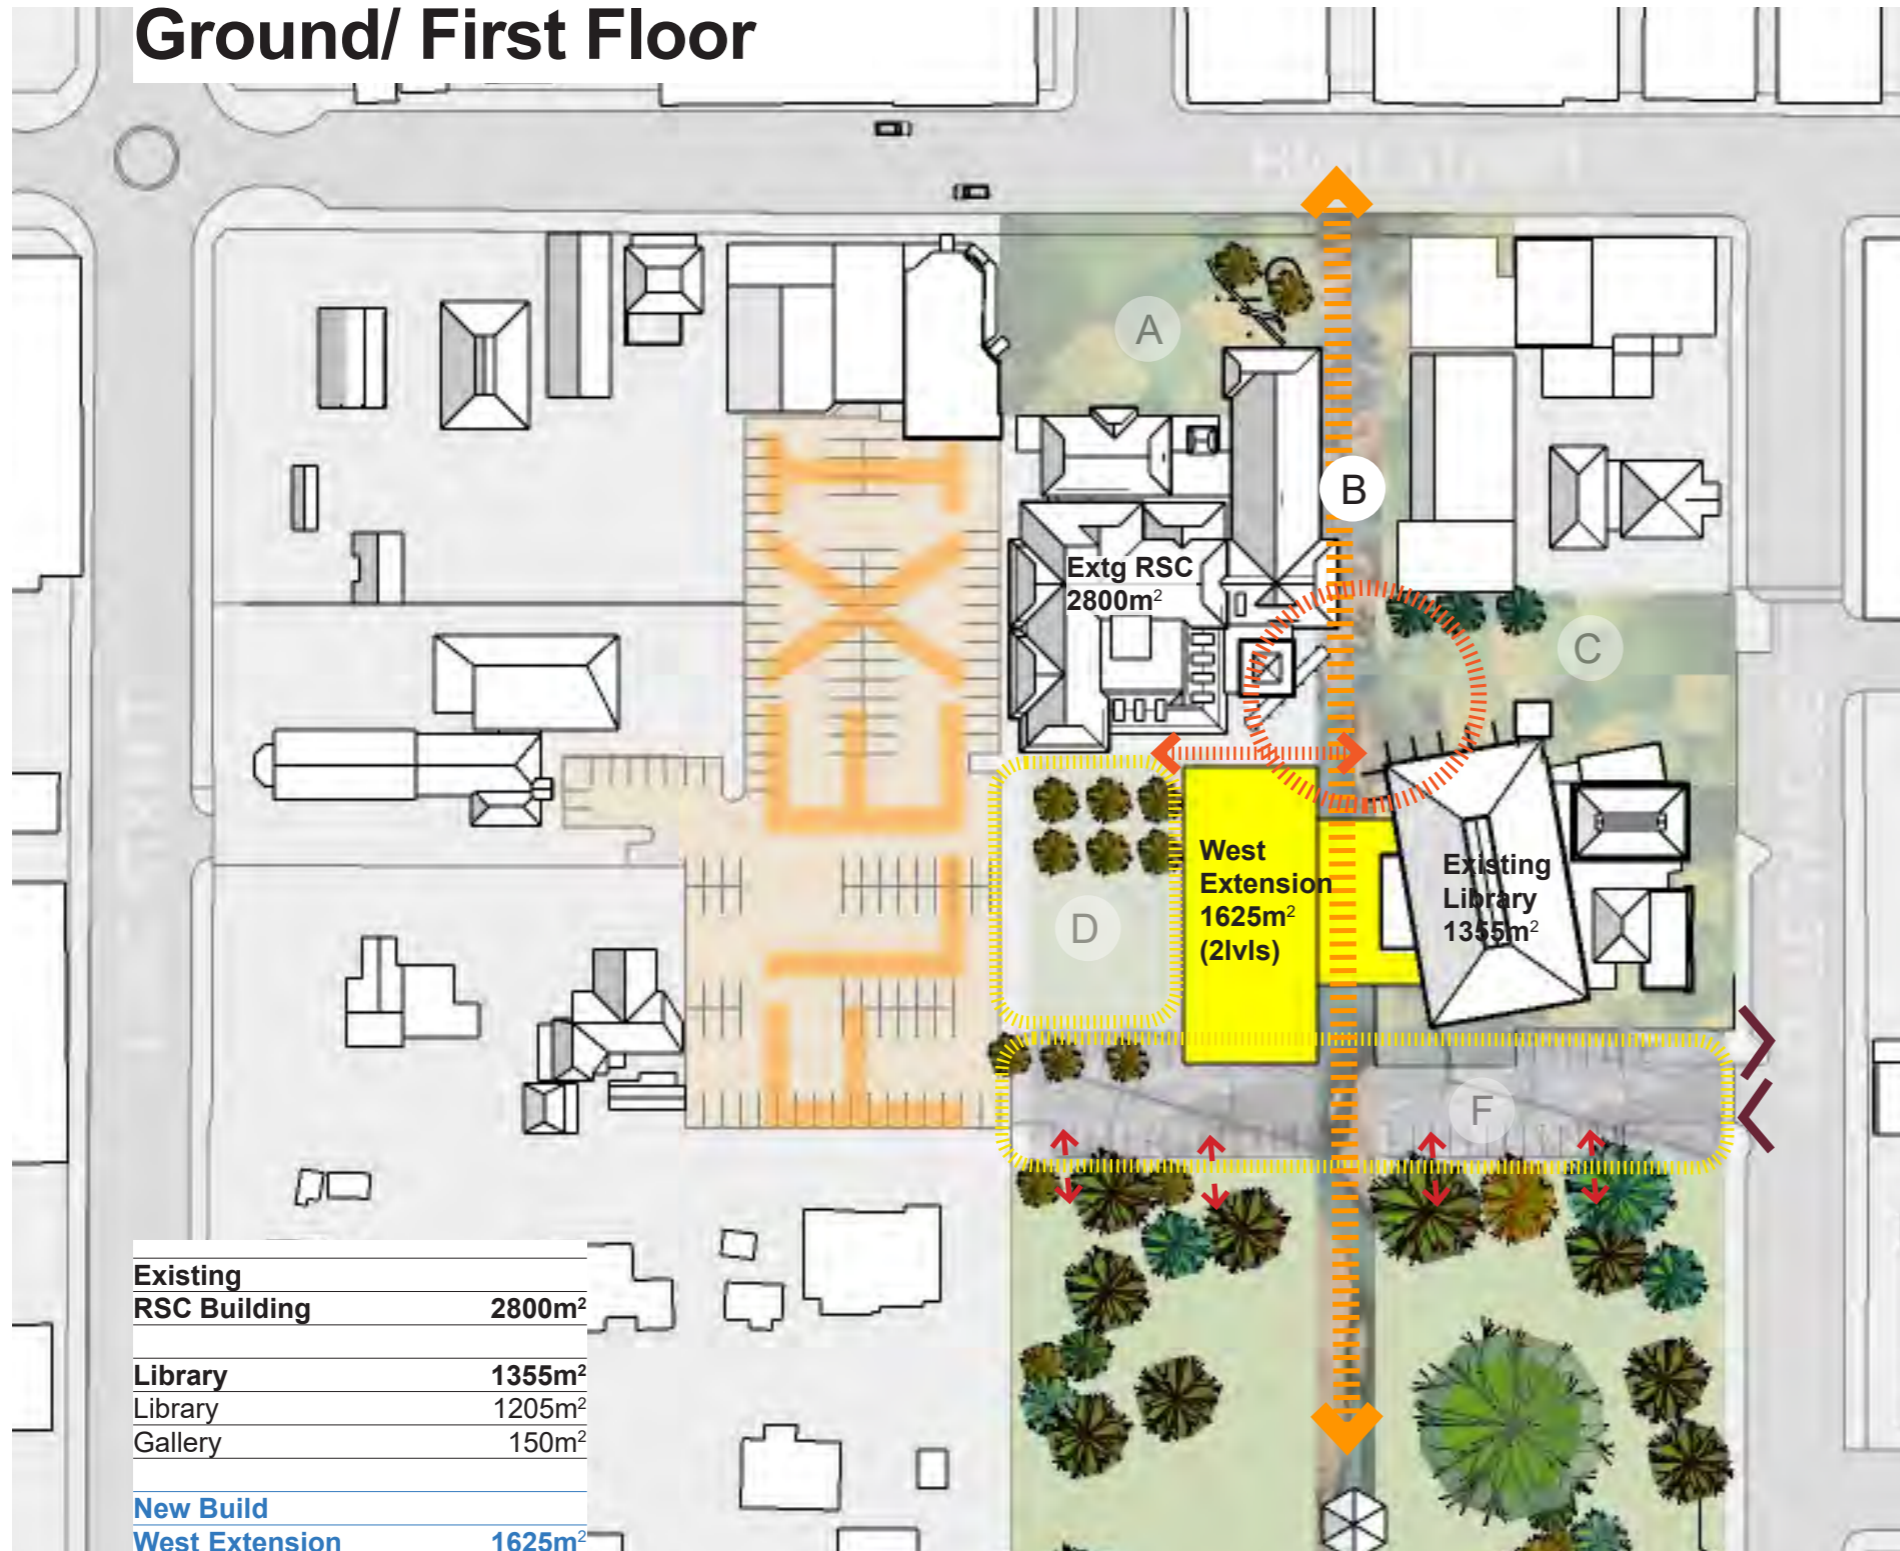 Ground/ First Floor
A
B
Extg RSC
2800m²
C
West
Extension
1625m²
(2lvls)
Existing
Library
1355m²
D
F
FLEXI
Existing
RSC Building 2800m²
Library 1355m²
Library 1205m²
Gallery 150m²
New Build
West Extension 1625m²